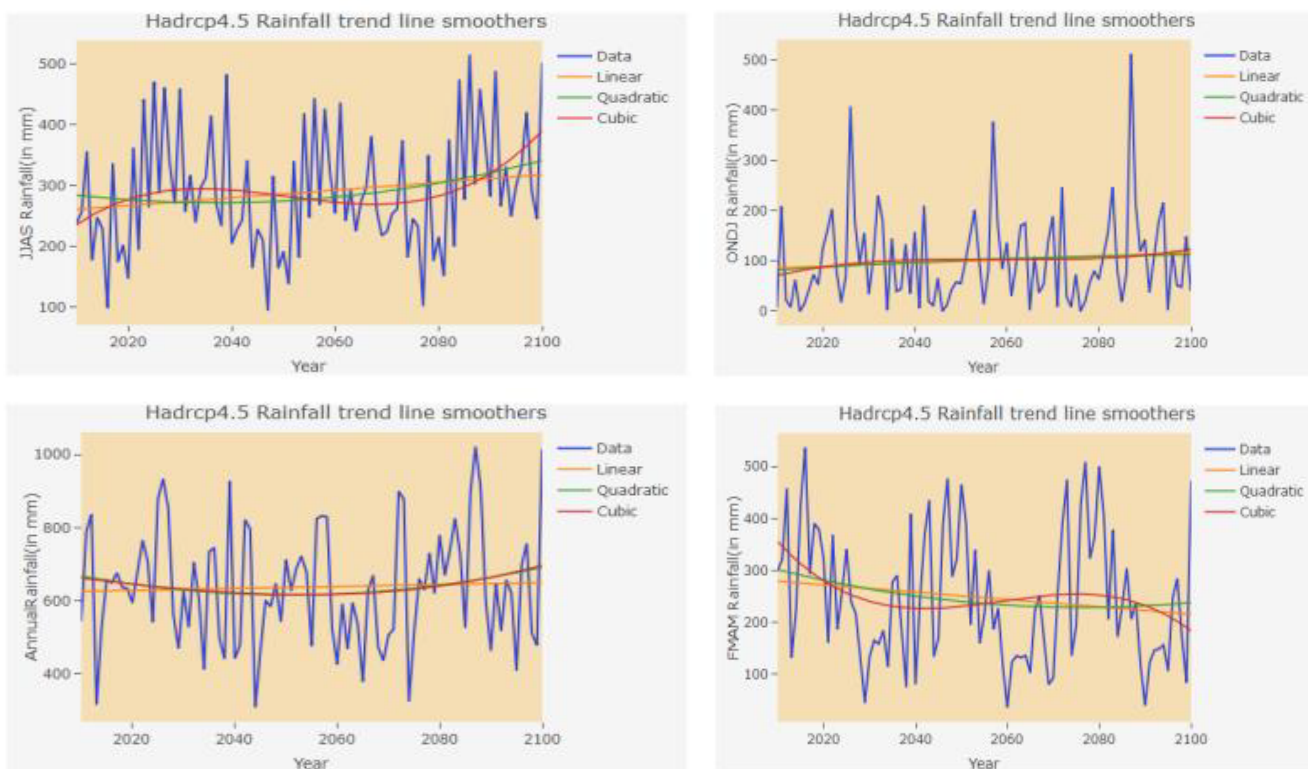 Hadrcp4.5 Rainfall trend line smoothers
JJAS Rainfall(in mm)
500
400
300
200
100
2020
2040
2060
2080
2100
Year
Data
Linear
Quadratic
Cubic
Hadrcp4.5 Rainfall trend line smoothers
ONDJ Rainfall(in mm)
500
400
300
200
100
0
2020
2040
2060
2080
2100
Year
Data
Linear
Quadratic
Cubic
Hadrcp4.5 Rainfall trend line smoothers
AnnualRainfall(in mm)
1000
800
600
400
2020
2040
2060
2080
2100
Year
Data
Linear
Quadratic
Cubic
Hadrcp4.5 Rainfall trend line smoothers
FMAM Rainfall(in mm)
500
400
300
200
100
2020
2040
2060
2080
2100
Year
Data
Linear
Quadratic
Cubic